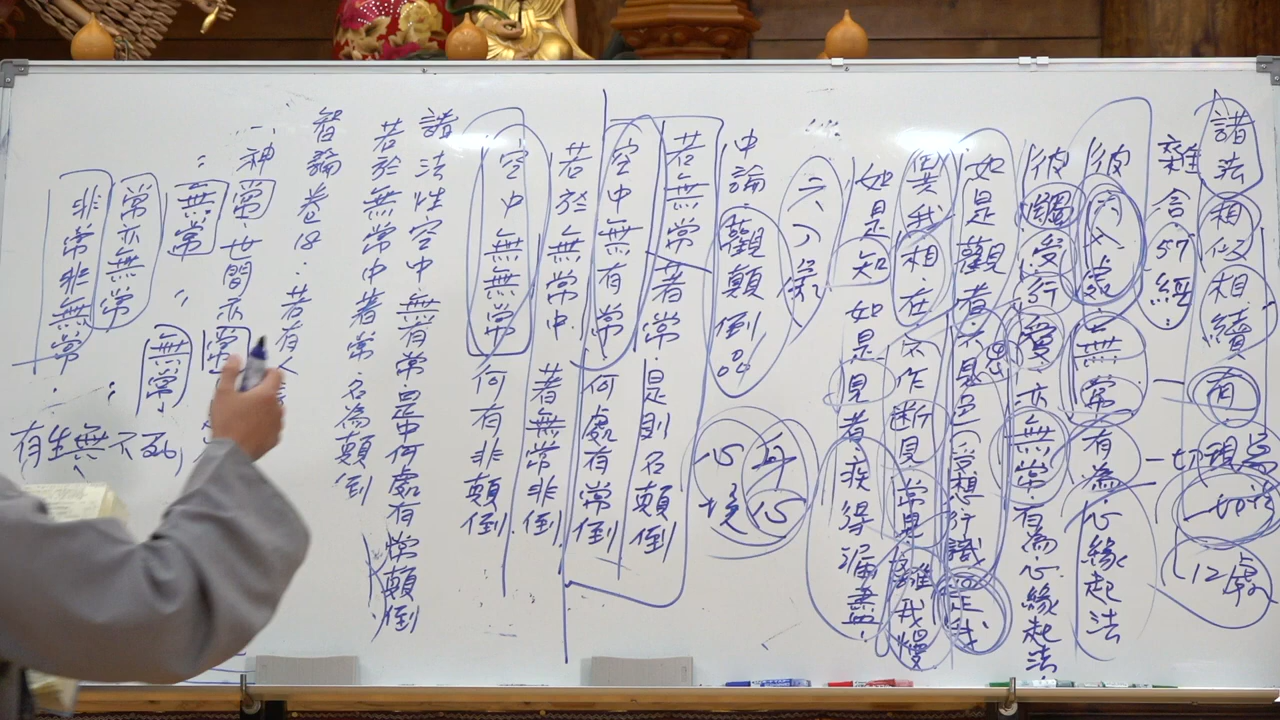 諸法相似相續有
一切現為
一切法
12處
雜含57經：
彼六入處無常有為心緣起法
彼觸受行愛亦無常有為心緣起法
如是觀者不見色(受想行識)是我
異我相在不作斷見常見離我慢
如是知如是見者疾得漏盡
六入處
中論．觀顛倒品
身心
心境
若無常著常是則名顛倒
空中無有常何處有常倒
若於無常中著無常非倒
空中無無常何有非顛倒
諸法性空中無有常是中何處有常顛倒
若於無常中著常名為顛倒
智論卷18：若有人
一、神常．世間亦常
〃無常〃無常
常亦無常
非常非無常
有生無不死